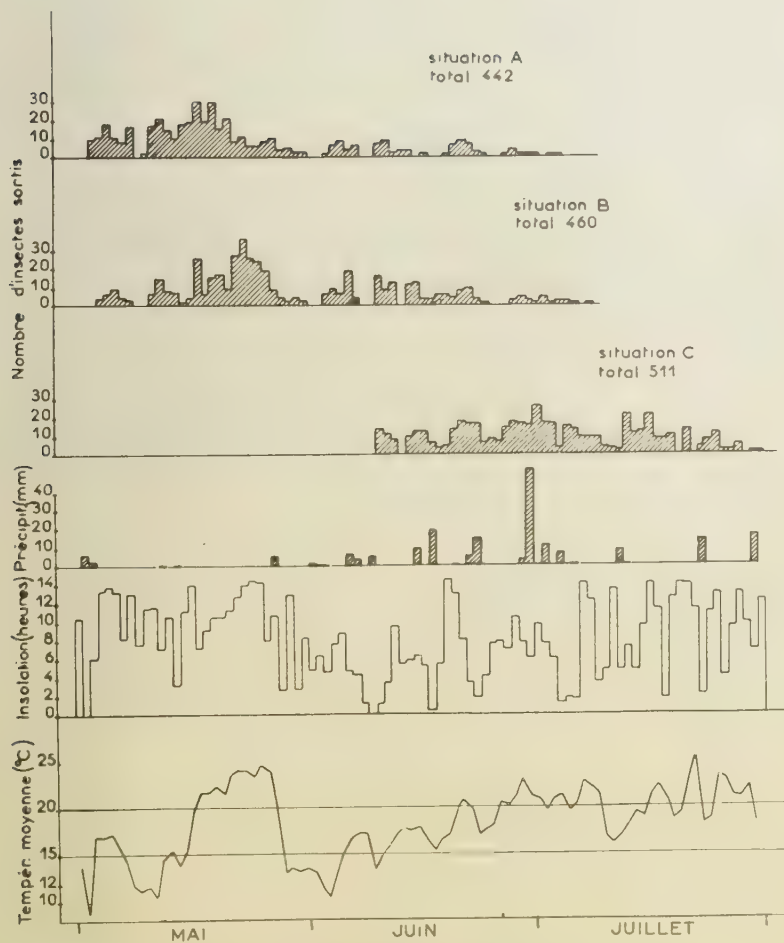 situation A
total 442
30
20
10
0
situation B
total 460
30
20
10
0
situation C
total 511
30
20
10
0
Nombre d'insectes sortis
40
30
20
10
0
Précipit(mm)
14
12
10
8
6
4
2
0
Insolation(heures)
25
20
15
12
10
Tempér. moyenne(°C)
MAI
JUIN
JUILLET